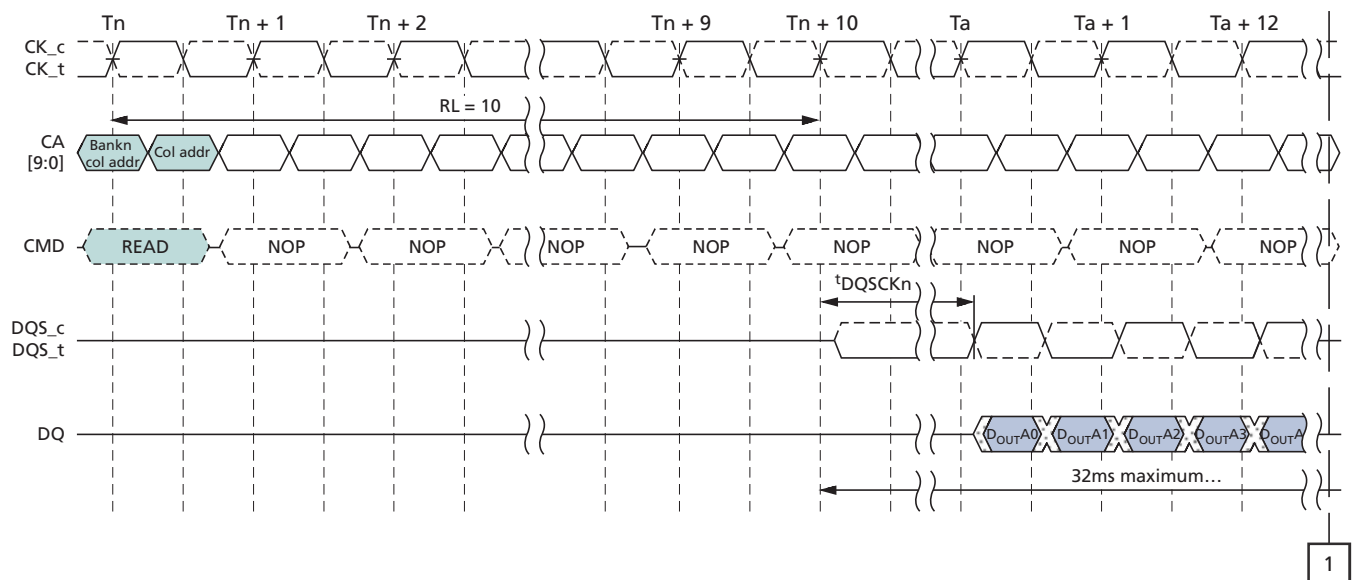 Tn Tn + 1 Tn + 2 Tn + 9 Tn + 10 Ta Ta + 1 Ta + 12
CK_c
CK_t
RL = 10
CA
[9:0]
Bankn
col addr
Col addr
CMD READ NOP NOP NOP NOP NOP NOP NOP NOP
tDQSCKn
DQS_c
DQS_t
DQ DOUTA0 DOUTA1 DOUTA2 DOUTA3 DOUTA
32ms maximum…
1